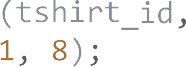 (tshirt_id,
1, 8);